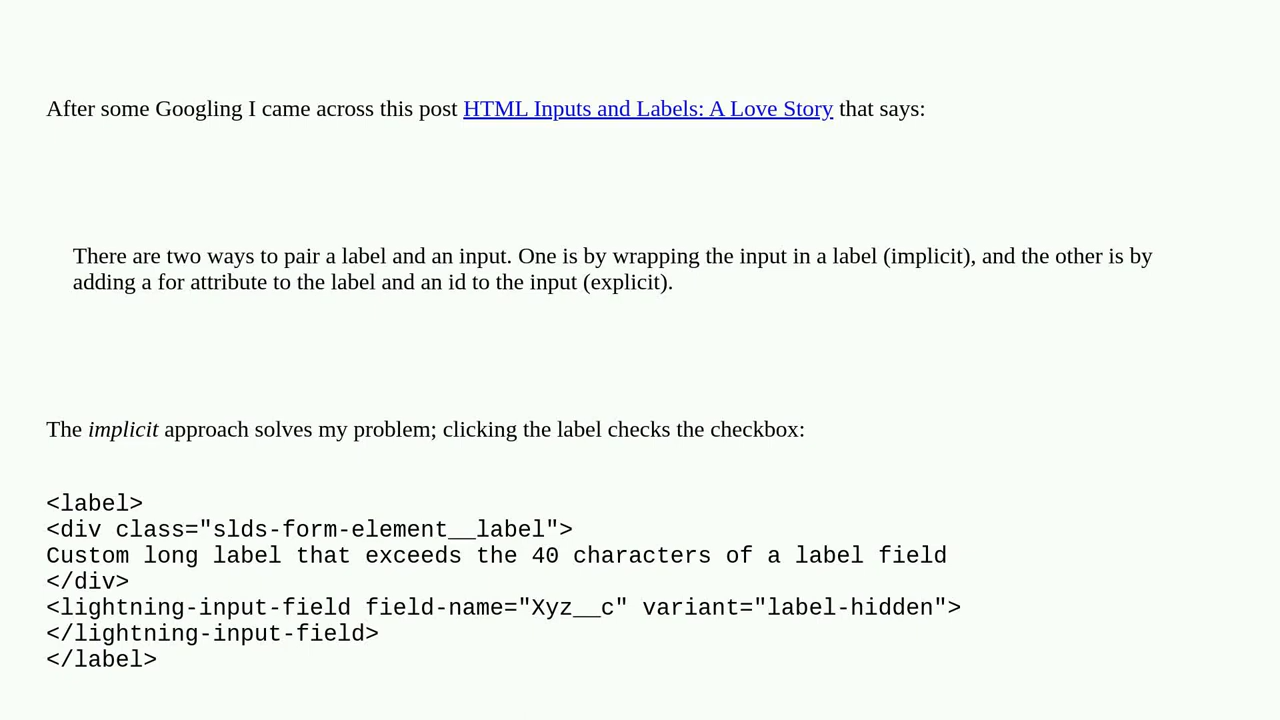 After some Googling I came across this post HTML Inputs and Labels: A Love Story that says:
There are two ways to pair a label and an input. One is by wrapping the input in a label (implicit), and the other is by
adding a for attribute to the label and an id to the input (explicit).
The implicit approach solves my problem; clicking the label checks the checkbox:
<label>
<div class="slds-form-element__label">
Custom long label that exceeds the 40 characters of a label field
</div>
<lightning-input-field field-name="Xyz__c" variant="label-hidden">
</lightning-input-field>
</label>